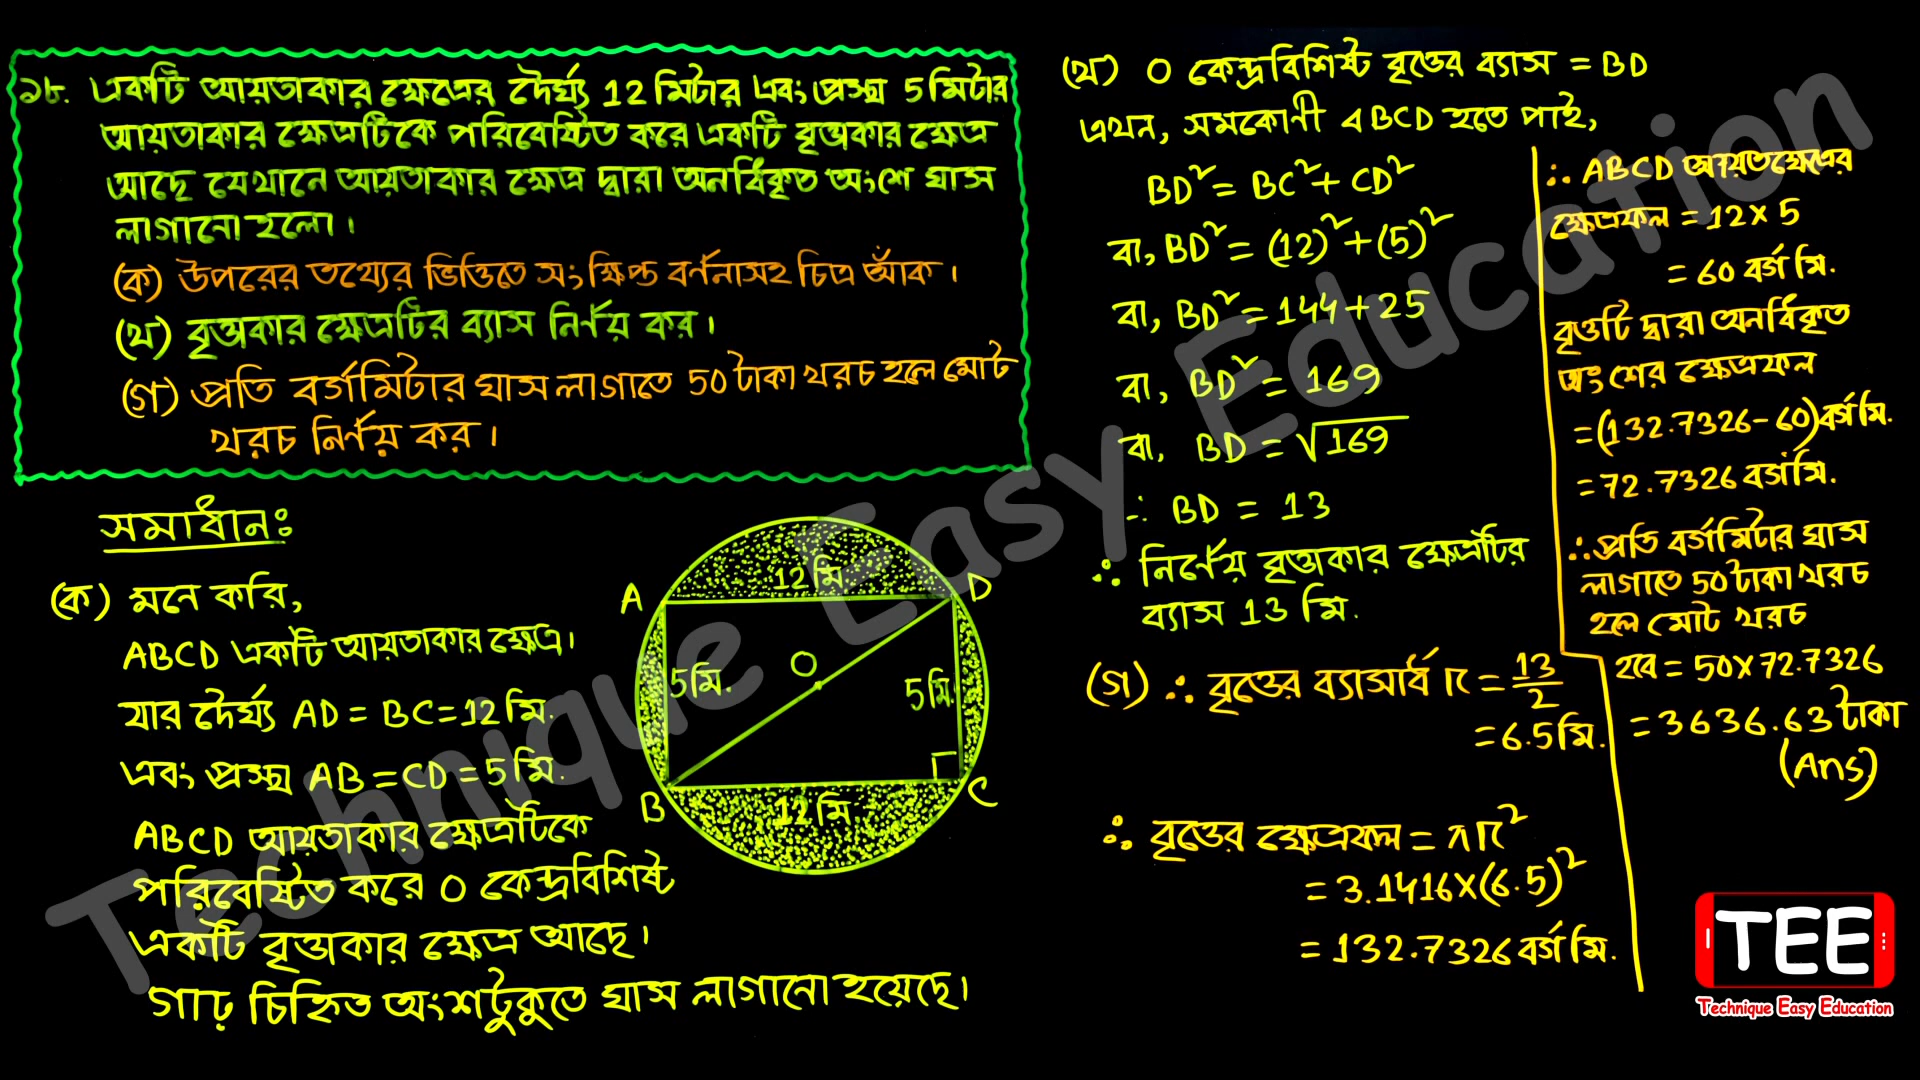 ১৮. একটি আয়তাকার ক্ষেত্রের দৈর্ঘ্য 12 মিটার এবং প্রস্থ 5 মিটার
আয়তাকার ক্ষেত্রটিকে পরিবেষ্টিত করে একটি বৃত্তাকার ক্ষেত্র
আছে যেখানে আয়তাকার ক্ষেত্র দ্বারা অনধিকৃত অংশে ঘাস
লাগানো হলো।
(ক) উপরের তথ্যের ভিত্তিতে সংক্ষিপ্ত বর্ণনাসহ চিত্র আঁক।
(খ) বৃত্তাকার ক্ষেত্রটির ব্যাস নির্ণয় কর।
(গ) প্রতি বর্গমিটার ঘাস লাগাতে 50 টাকা খরচ হলে মোট
খরচ নির্ণয় কর।
সমাধানঃ
(ক) মনে করি,
ABCD একটি আয়তাকার ক্ষেত্র।
যার দৈর্ঘ্য AD = BC = 12 মি.
এবং প্রস্থ AB = CD = 5 মি.
ABCD আয়তাকার ক্ষেত্রটিকে
পরিবেষ্টিত করে O কেন্দ্রবিশিষ্ট
একটি বৃত্তাকার ক্ষেত্র আছে।
গাঢ় চিহ্নিত অংশটুকুতে ঘাস লাগানো হয়েছে।
12 মি.
A
D
O
5 মি.
5 মি.
B
12 মি.
C
(খ) O কেন্দ্রবিশিষ্ট বৃত্তের ব্যাস = BD
এখন, সমকোণী ∠BCD হতে পাই,
BD² = BC² + CD²
বা, BD² = (12)² + (5)²
বা, BD² = 144 + 25
বা, BD² = 169
বা, BD = √169
∴ BD = 13
∴ নির্ণেয় বৃত্তাকার ক্ষেত্রটির
ব্যাস 13 মি.
(গ) ∴ বৃত্তের ব্যাসার্ধ r = 13/2
= 6.5 মি.
∴ বৃত্তের ক্ষেত্রফল = πr²
= 3.1416×(6.5)²
= 132.7326 বর্গ মি.
∴ ABCD আয়তক্ষেত্রের
ক্ষেত্রফল = 12 × 5
= 60 বর্গ মি.
বৃত্তটি দ্বারা অনধিকৃত
অংশের ক্ষেত্রফল
= (132.7326 - 60) বর্গ মি.
= 72.7326 বর্গ মি.
∴ প্রতি বর্গমিটার ঘাস
লাগাতে 50 টাকা খরচ
হলে মোট খরচ
হবে = 50 × 72.7326
= 3636.63 টাকা
(Ans)
Technique Easy Education
TEE
Technique Easy Education